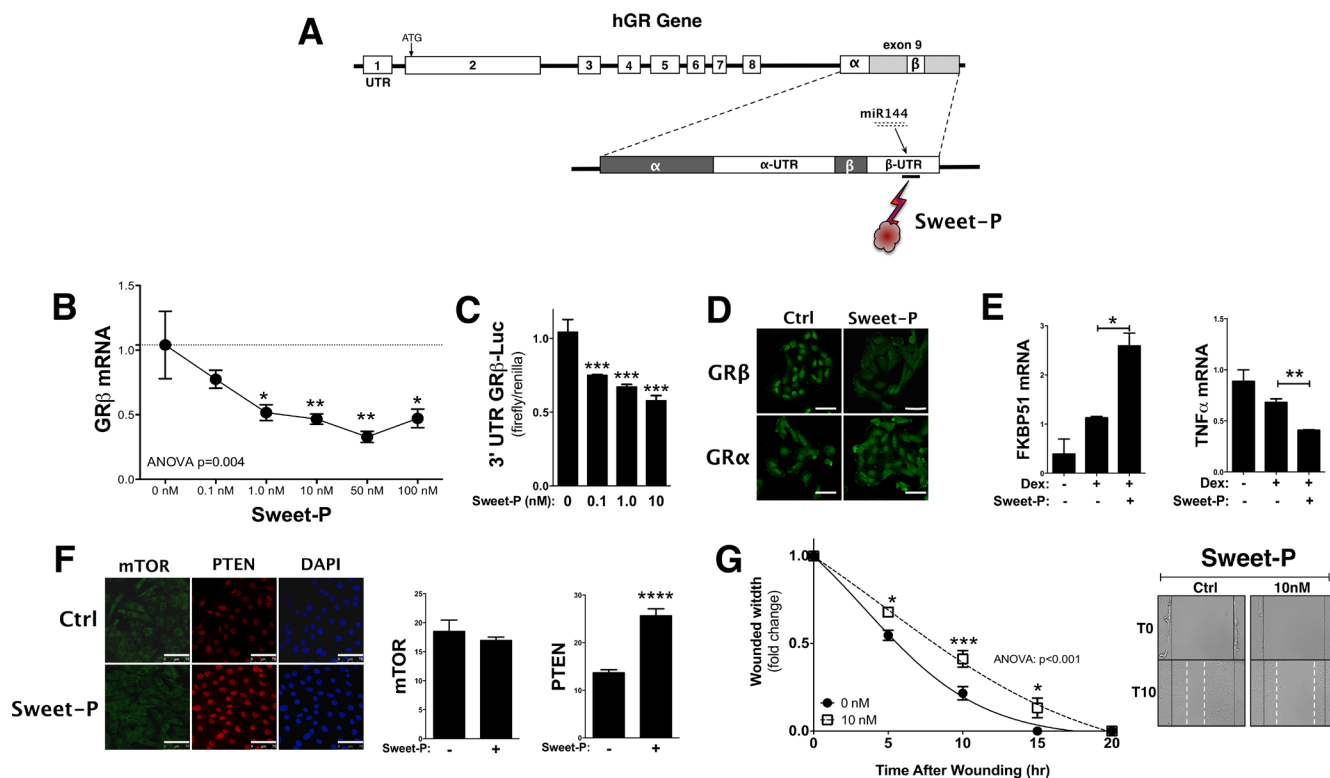 A
hGR Gene
ATG
exon 9
1
2
3
4
5
6
7
8
α
β
UTR
miR144
α
α-UTR
β
β-UTR
Sweet-P
B
GRβ mRNA
1.5
1.0
0.5
0.0
*
**
**
*
ANOVA p=0.004
0 nM
0.1 nM
1.0 nM
10 nM
50 nM
100 nM
Sweet-P
C
3' UTR GRβ-Luc
(firefly/renilla)
1.0
0.5
0.0
***
***
***
Sweet-P (nM):
0
0.1
1.0
10
D
Ctrl
Sweet-P
GRβ
GRα
E
FKBP51 mRNA
3
2
1
0
*
Dex:
-
+
+
Sweet-P:
-
-
+
TNFα mRNA
1.5
1.0
0.5
0.0
**
Dex:
-
+
+
Sweet-P:
-
-
+
F
mTOR
PTEN
DAPI
Ctrl
Sweet-P
mTOR
30
20
10
0
Sweet-P:
-
+
PTEN
30
20
10
0
****
Sweet-P:
-
+
G
Wounded witdth
(fold change)
1.0
0.5
0.0
*
***
*
ANOVA: p<0.001
0 nM
10 nM
0
5
10
15
20
Time After Wounding (hr)
Sweet-P
Ctrl
10nM
T0
T10